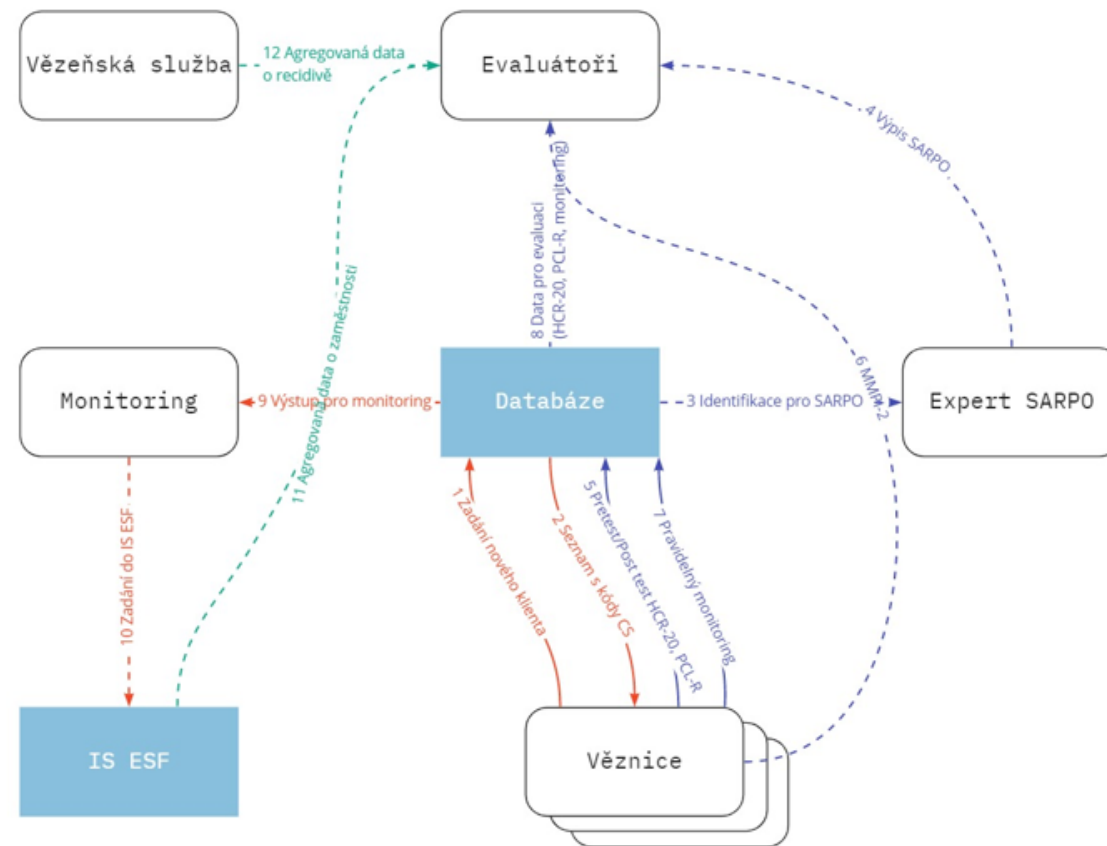 Vězeňská služba
12 Agregovaná data
o recidivě
Evaluátoři
4 Výpis SARPO
8 Data pro evaluaci
(HCR-20, PCL-R, monitoring)
11 Agregovaná data o zaměstnosti
6 MMPI-2
Monitoring
9 Výstup pro monitoring
Databáze
3 Identifikace pro SARPO
Expert SARPO
10 Zadání do IS ESF
1 Zadání nového klienta
2 Seznam s kódy CS
5 Pretest/Post test HCR-20, PCL-R
7 Pravidelný monitoring
IS ESF
Věznice